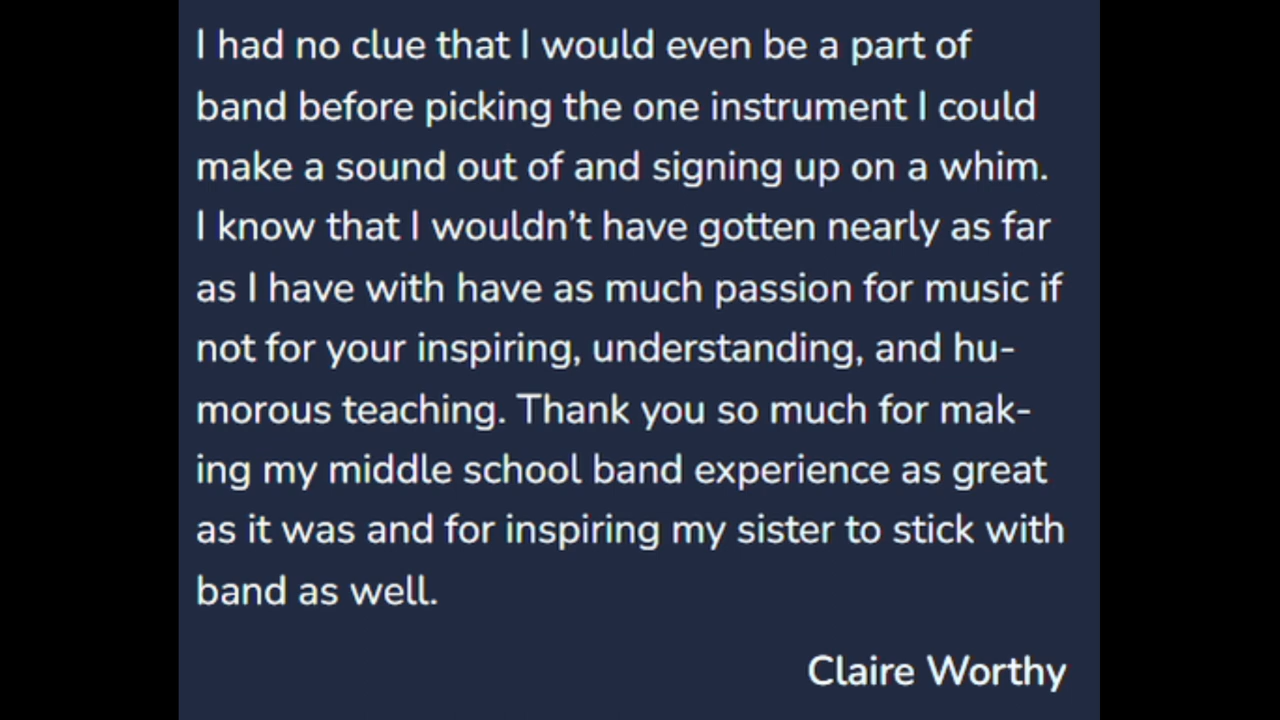 I had no clue that I would even be a part of
band before picking the one instrument I could
make a sound out of and signing up on a whim.
I know that I wouldn’t have gotten nearly as far
as I have with have as much passion for music if
not for your inspiring, understanding, and hu-
morous teaching. Thank you so much for mak-
ing my middle school band experience as great
as it was and for inspiring my sister to stick with
band as well.
Claire Worthy